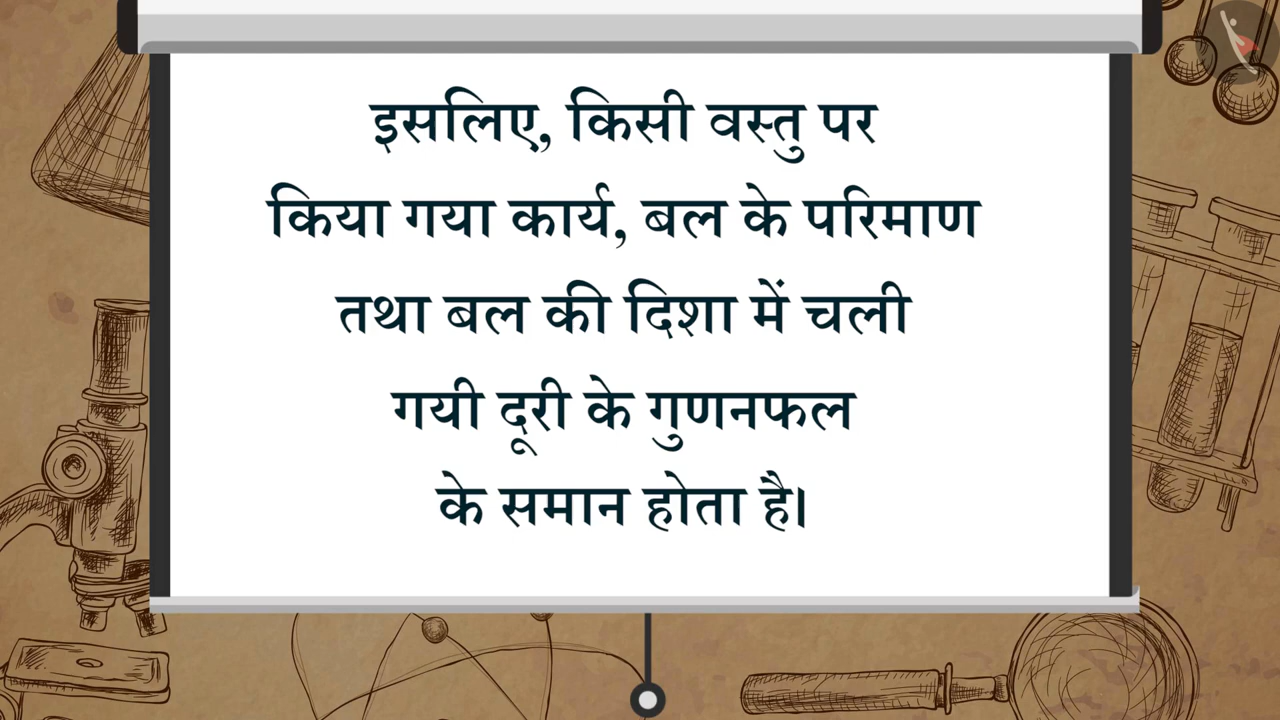 इसलिए, किसी वस्तु पर
किया गया कार्य, बल के परिमाण
तथा बल की दिशा में चली
गयी दूरी के गुणनफल
के समान होता है।